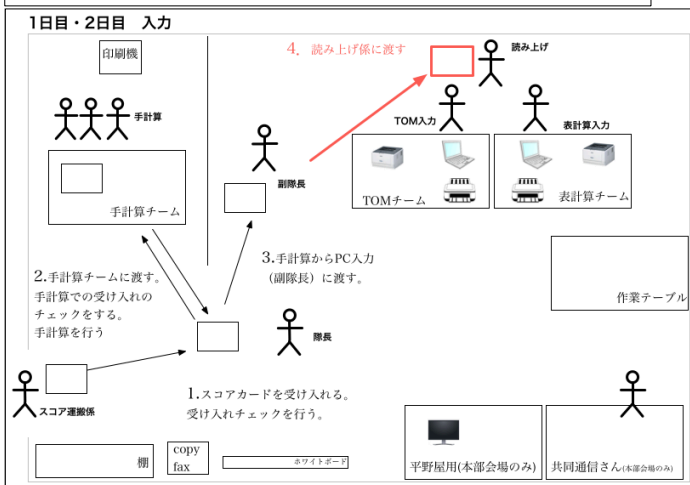 1日目・2日目　入力
印刷機
4．読み上げ係に渡す
読み上げ
手計算
TOM入力
表計算入力
副隊長
手計算チーム
TOMチーム
表計算チーム
2.手計算チームに渡す。
手計算での受け入れの
チェックをする。
手計算を行う
3.手計算からPC入力
（副隊長）に渡す。
作業テーブル
隊長
スコア運搬係
1.スコアカードを受け入れる。
受け入れチェックを行う。
棚
copy
fax
ホワイトボード
平野屋用(本部会場のみ)
共同通信さん(本部会場のみ)